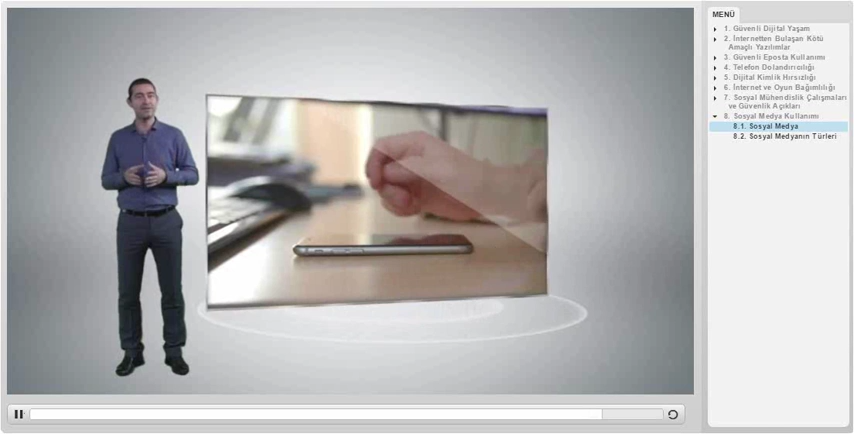 MENÜ
1. Güvenli Dijital Yaşam
2. İnternetten Bulaşan Kötü
Amaçlı Yazılımlar
3. Güvenli Eposta Kullanımı
4. Telefon Dolandırıcılığı
5. Dijital Kimlik Hırsızlığı
6. İnternet ve Oyun Bağımlılığı
7. Sosyal Mühendislik Çalışmaları
ve Güvenlik Açıkları
8. Sosyal Medya Kullanımı
8.1. Sosyal Medya
8.2. Sosyal Medyanın Türleri